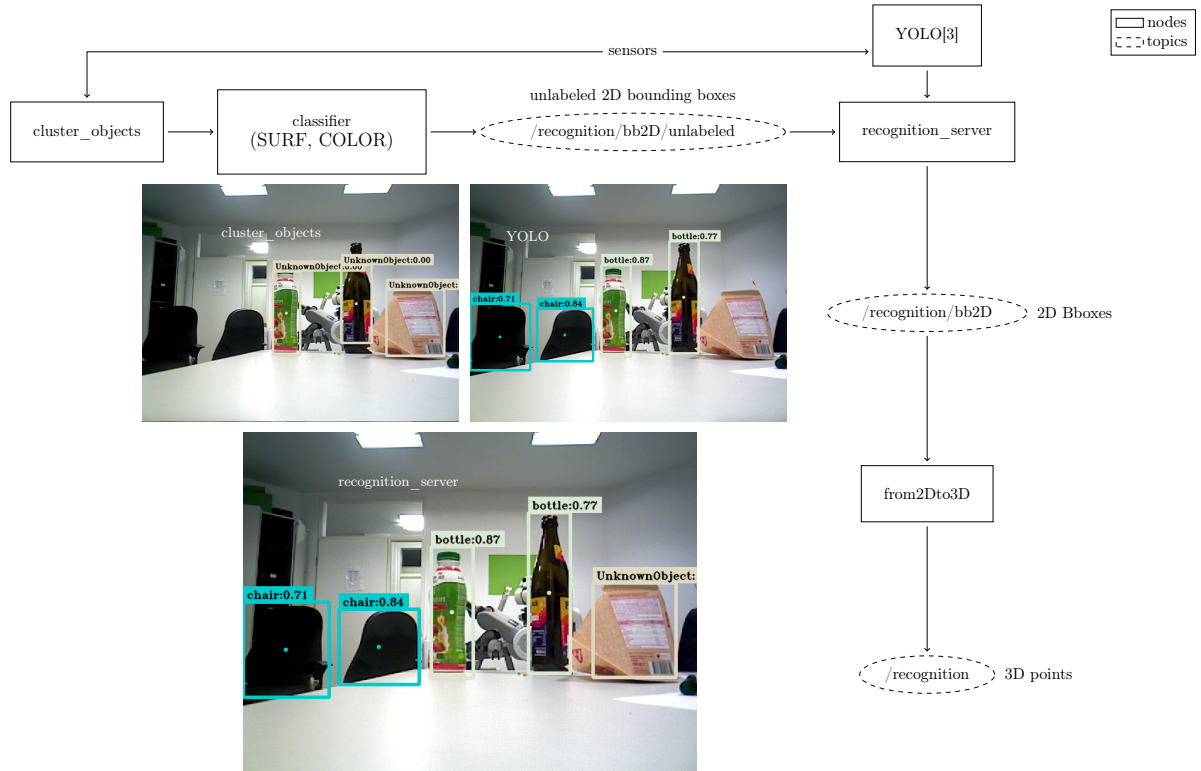 YOLO[3]
nodes
topics
sensors
cluster_objects
classifier
(SURF, COLOR)
unlabeled 2D bounding boxes
/recognition/bb2D/unlabeled
recognition_server
cluster_objects
UnknownObject:0.00
UnknownObject:0.00
UnknownObject:
YOLO
bottle:0.77
bottle:0.87
chair:0.71
chair:0.84
/recognition/bb2D
2D Bboxes
recognition_server
bottle:0.77
bottle:0.87
UnknownObject:
chair:0.71
chair:0.84
from2Dto3D
/recognition
3D points